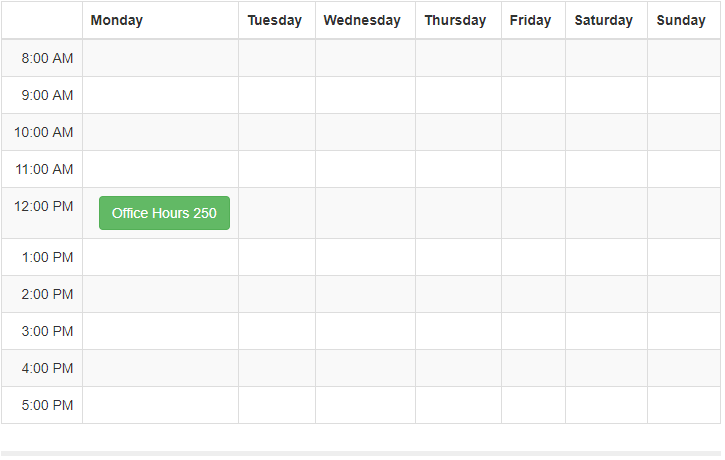 Monday Tuesday Wednesday Thursday Friday Saturday Sunday
8:00 AM
9:00 AM
10:00 AM
11:00 AM
12:00 PM Office Hours 250
1:00 PM
2:00 PM
3:00 PM
4:00 PM
5:00 PM